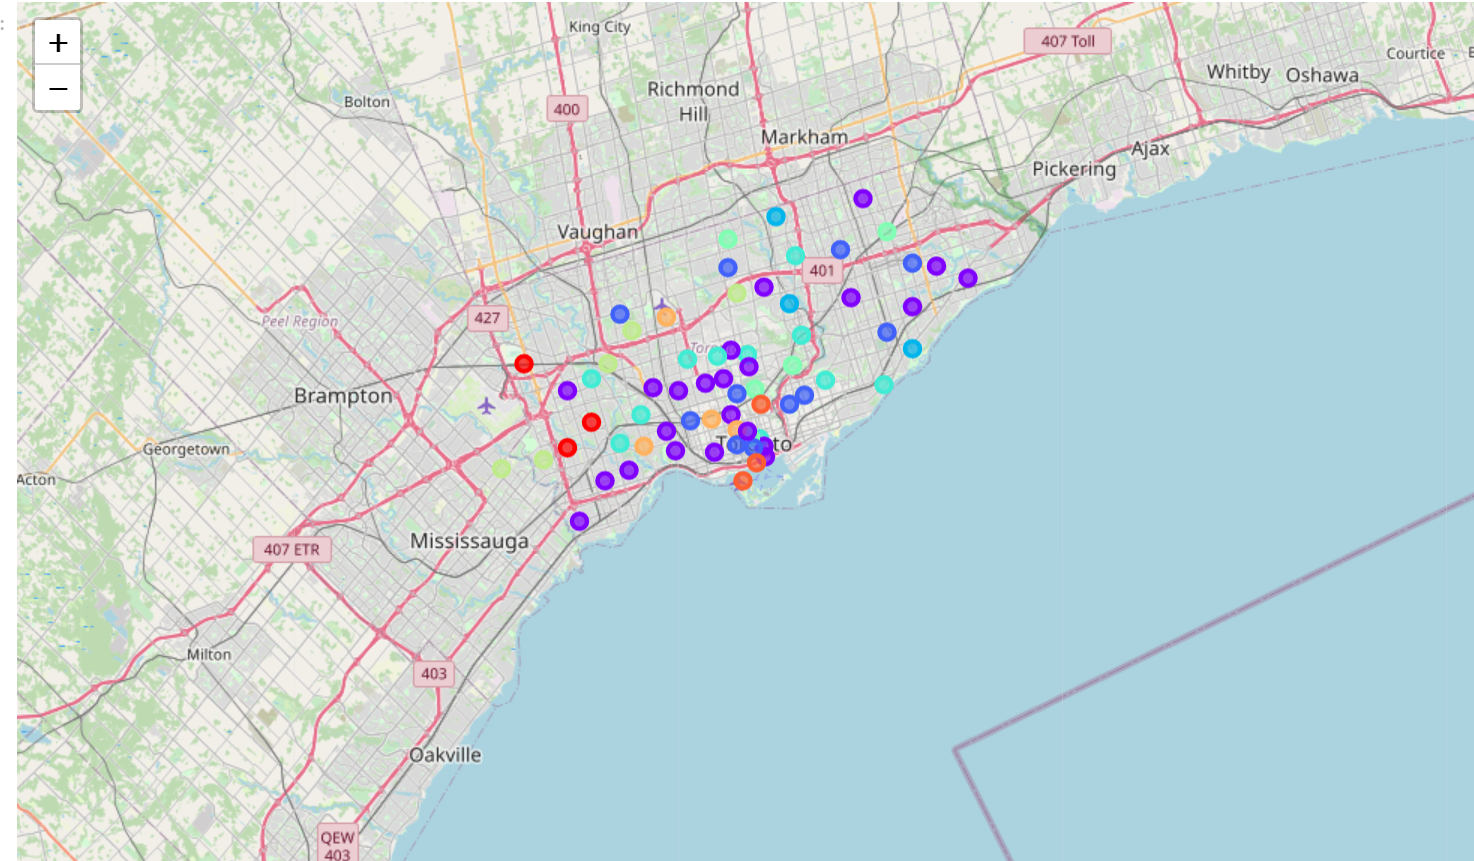 :
+
−
King City
407 Toll
Courtice
E
Whitby
Oshawa
Richmond
Hill
Bolton
400
Markham
Ajax
Pickering
Vaughan
401
427
Peel Region
Brampton
Georgetown
Acton
Mississauga
407 ETR
Milton
403
Oakville
QEW
403